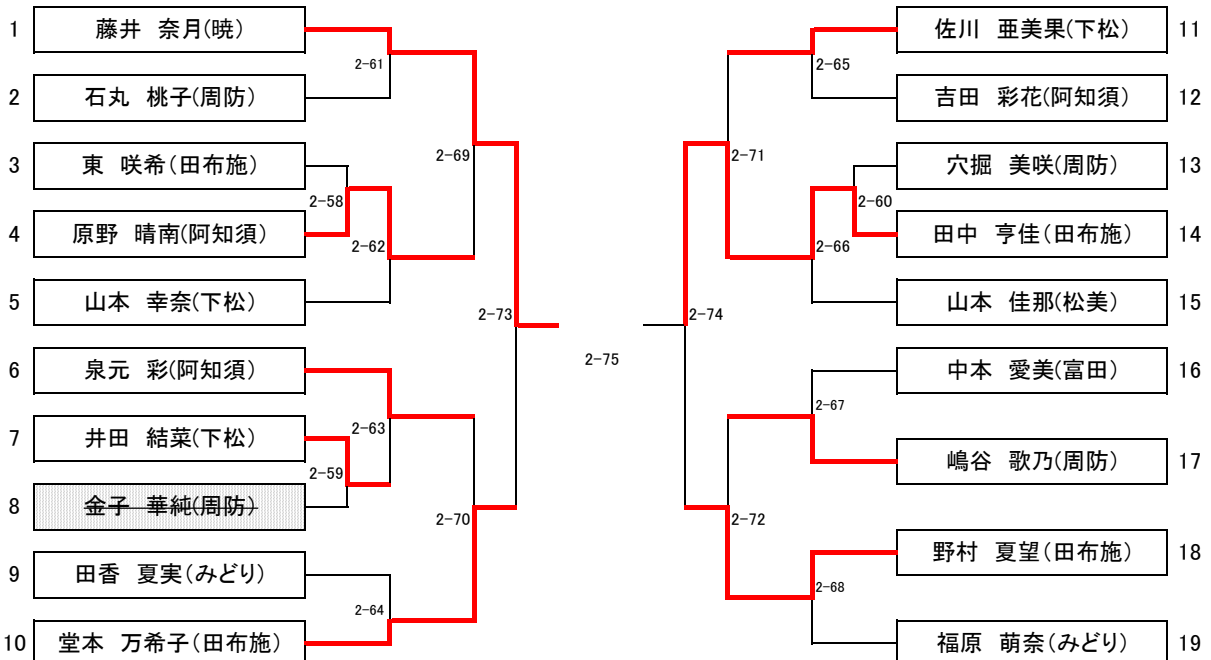 1 藤井 奈月(暁)
2-61
2 石丸 桃子(周防)
3 東 咲希(田布施)
2-69
2-58
4 原野 晴南(阿知須)
2-62
5 山本 幸奈(下松)
2-73
6 泉元 彩(阿知須)
7 井田 結菜(下松)
2-63
2-59
8 金子 華純(周防)
2-70
9 田香 夏実(みどり)
2-64
10 堂本 万希子(田布施)
2-75
佐川 亜美果(下松) 11
2-65
吉田 彩花(阿知須) 12
2-71
穴掘 美咲(周防) 13
2-60
田中 亨佳(田布施) 14
2-66
山本 佳那(松美) 15
2-74
中本 愛美(富田) 16
2-67
嶋谷 歌乃(周防) 17
2-72
野村 夏望(田布施) 18
2-68
福原 萌奈(みどり) 19